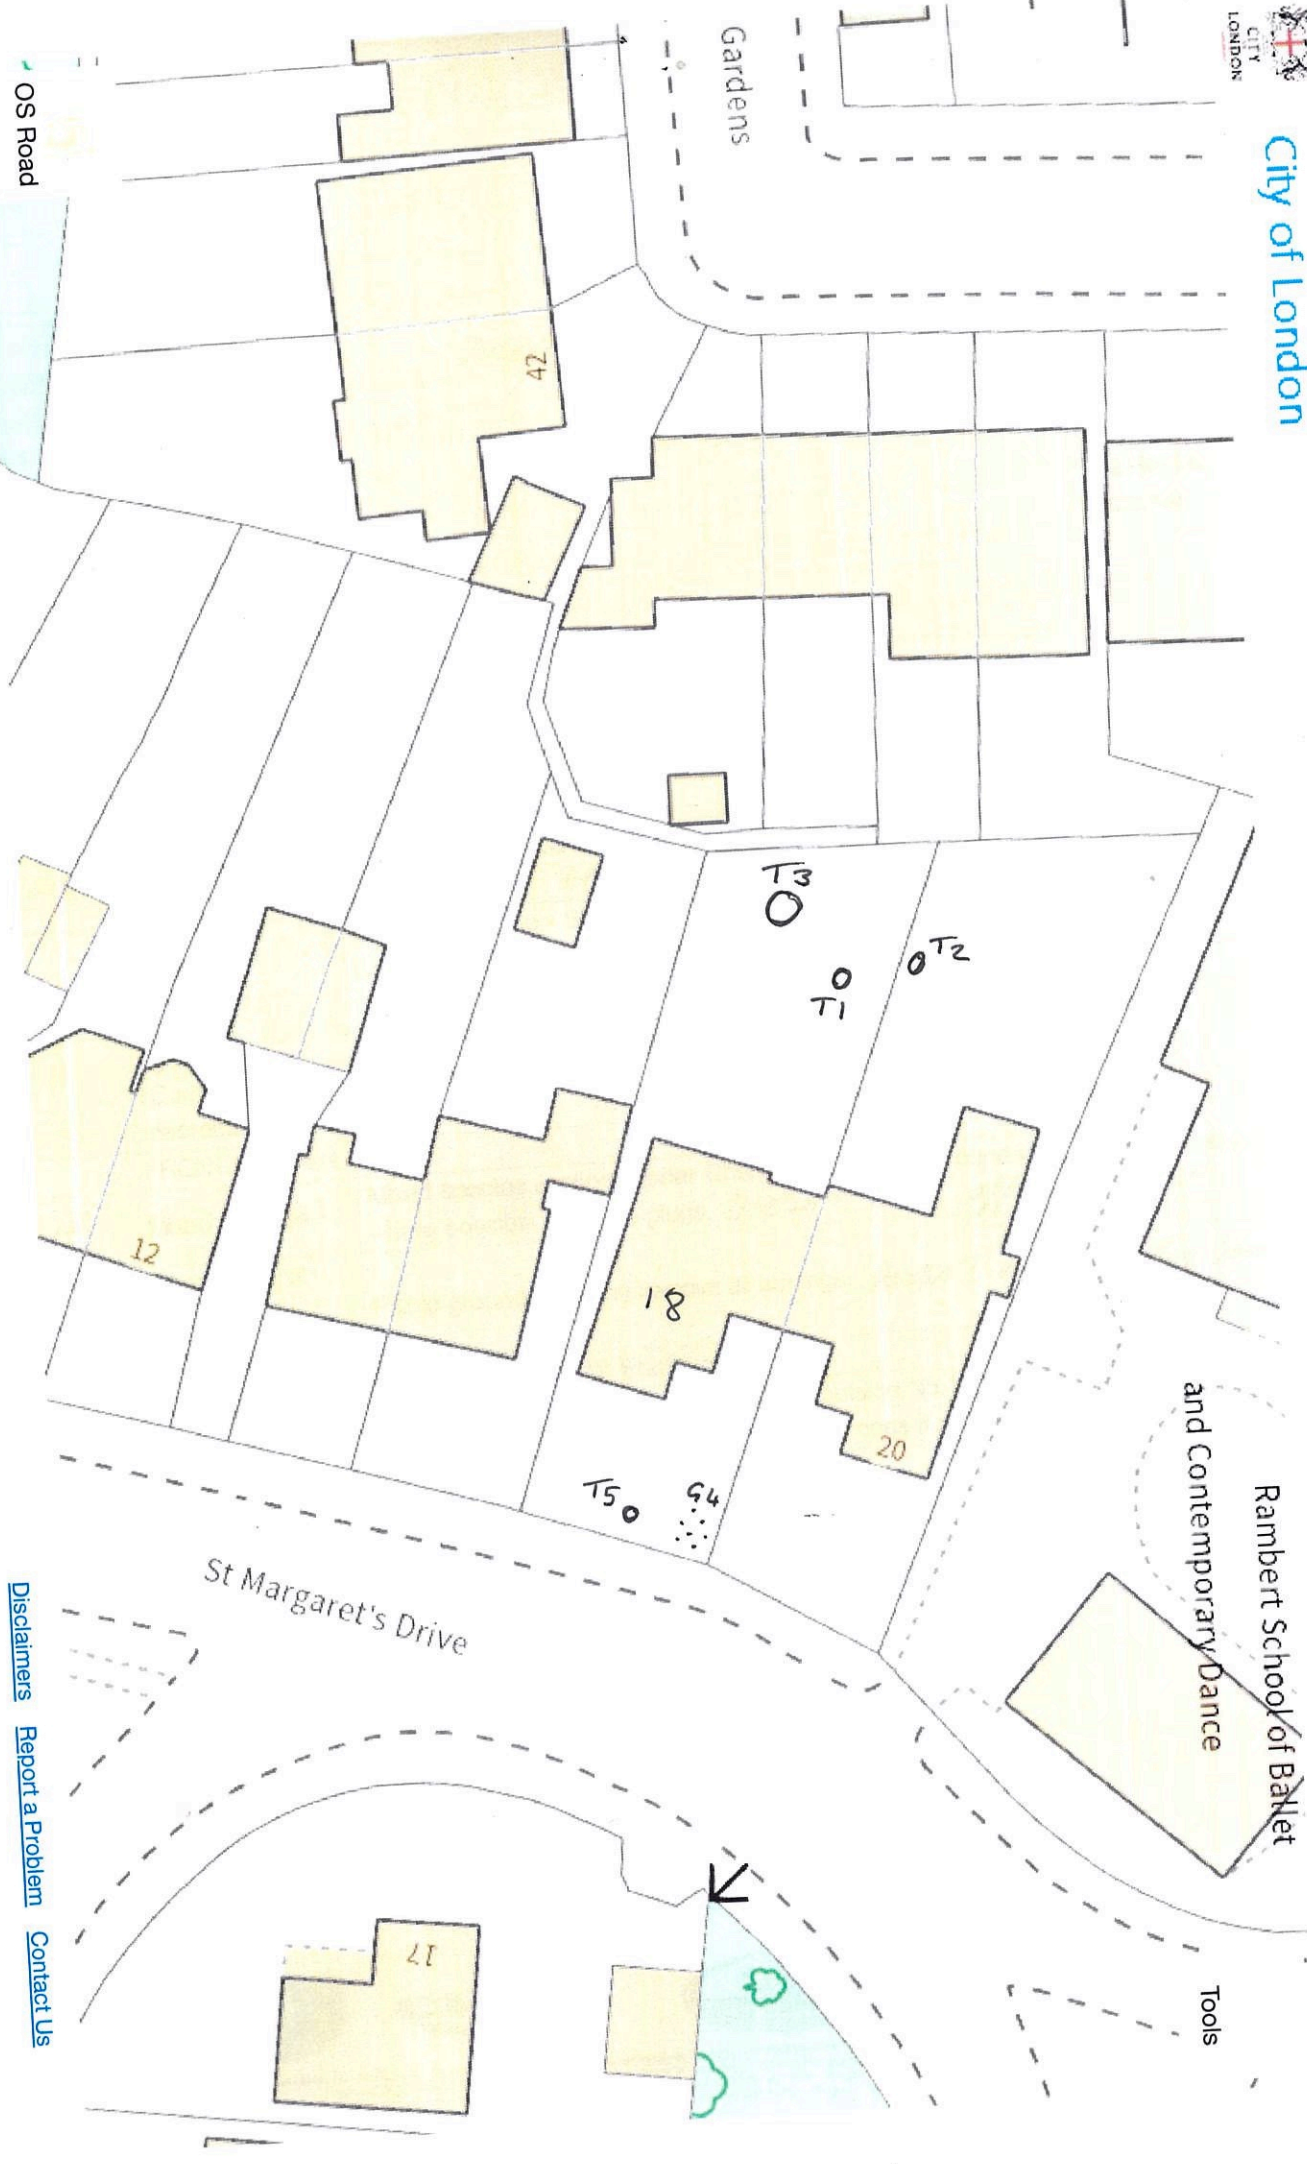 CITY
LONDON
City of London
Gardens
OS Road
42
T3
T2
T1
12
18
20
T5
G4
St Margaret's Drive
Rambert School of Ballet
and Contemporary Dance
17
Tools
Disclaimers Report a Problem Contact Us